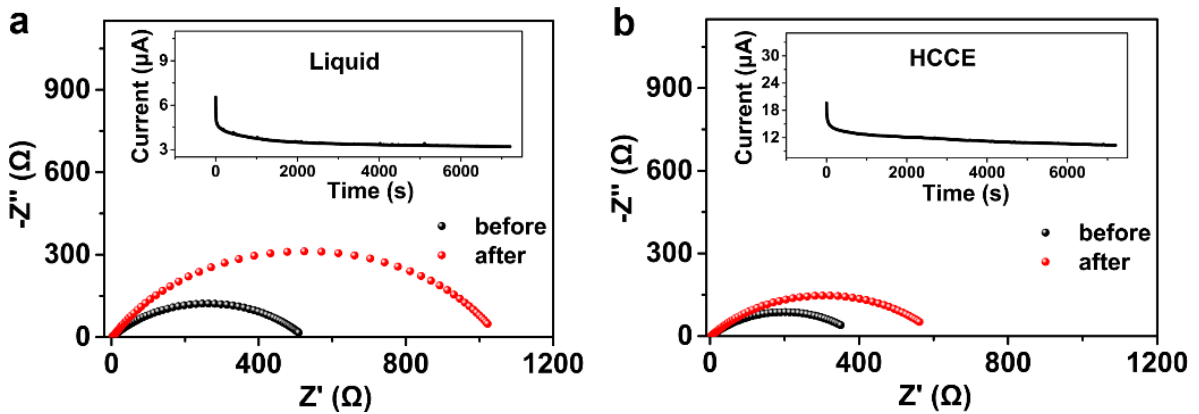 a
-Z'' (Ω)
900
600
300
0
0
400
800
1200
Z' (Ω)
before
after
Liquid
Current (μA)
9
6
3
0
2000
4000
6000
Time (s)
b
-Z'' (Ω)
900
600
300
0
0
400
800
1200
Z' (Ω)
before
after
HCCE
Current (μA)
30
24
18
12
0
2000
4000
6000
Time (s)